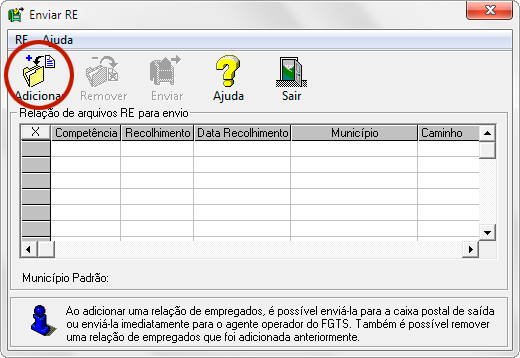 Enviar RE
RE Ajuda
Adicionar Remover Enviar Ajuda Sair
Relação de arquivos RE para envio
X Competência Recolhimento Data Recolhimento Município Caminho
Município Padrão:
Ao adicionar uma relação de empregados, é possível enviá-la para a caixa postal de saída
ou enviá-la imediatamente para o agente operador do FGTS. Também é possível remover
uma relação de empregados que foi adicionada anteriormente.